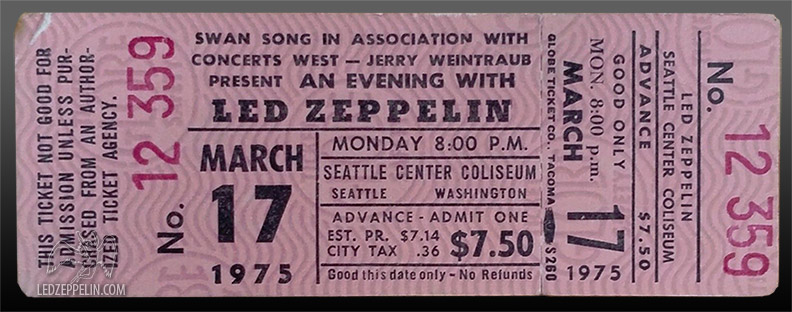 THIS TICKET NOT GOOD FOR
ADMISSION UNLESS PUR-
CHASED FROM AN AUTHOR-
IZED TICKET AGENCY.
No. 12 359
SWAN SONG IN ASSOCIATION WITH
CONCERTS WEST — JERRY WEINTRAUB
PRESENT AN EVENING WITH
LED ZEPPELIN
MARCH
17
1975
MONDAY 8:00 P.M.
SEATTLE CENTER COLISEUM
SEATTLE WASHINGTON
ADVANCE - ADMIT ONE
EST. PR. $7.14
CITY TAX .36
$7.50
Good this date only - No Refunds
GLOBE TICKET CO., TACOMA S260
MARCH
17
1975
MON. 8:00 p.m.
GOOD ONLY
ADVANCE $7.50
SEATTLE CENTER COLISEUM
LED ZEPPELIN
No. 12 359
LEDZEPPELIN.COM